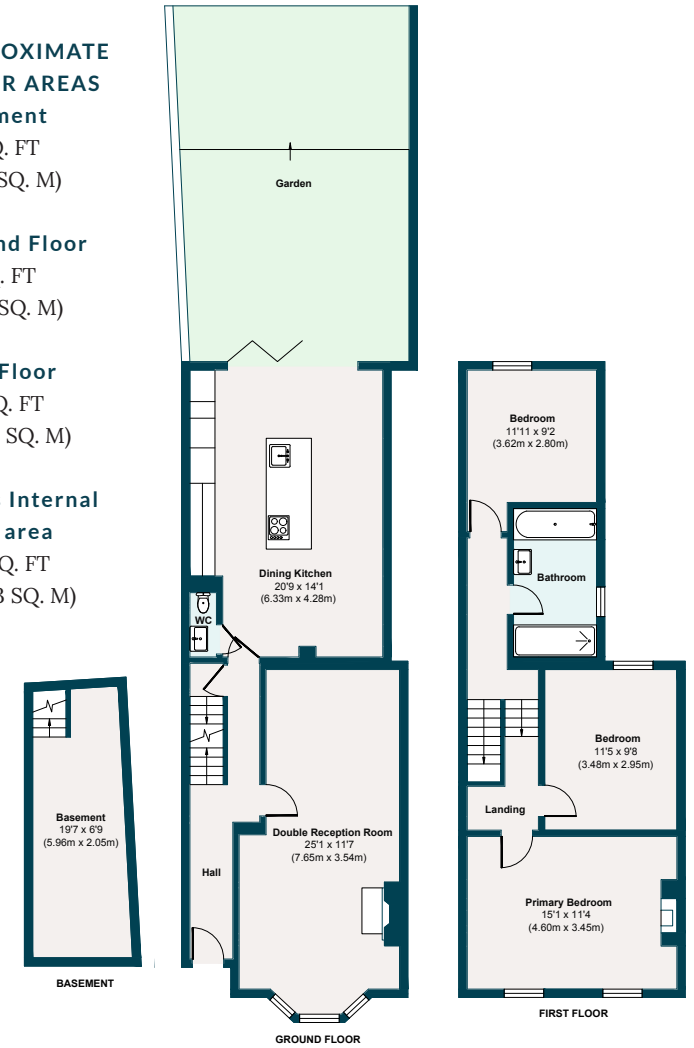 OXIMATE
R AREAS
ment
Q. FT
SQ. M)
nd Floor
. FT
SQ. M)
Floor
Q. FT
SQ. M)
Internal
area
Q. FT
3 SQ. M)
Garden
Dining Kitchen
20'9 x 14'1
(6.33m x 4.28m)
WC
Double Reception Room
25'1 x 11'7
(7.65m x 3.54m)
Hall
GROUND FLOOR
Basement
19'7 x 6'9
(5.96m x 2.05m)
BASEMENT
Bedroom
11'11 x 9'2
(3.62m x 2.80m)
Bathroom
Bedroom
11'5 x 9'8
(3.48m x 2.95m)
Landing
Primary Bedroom
15'1 x 11'4
(4.60m x 3.45m)
FIRST FLOOR